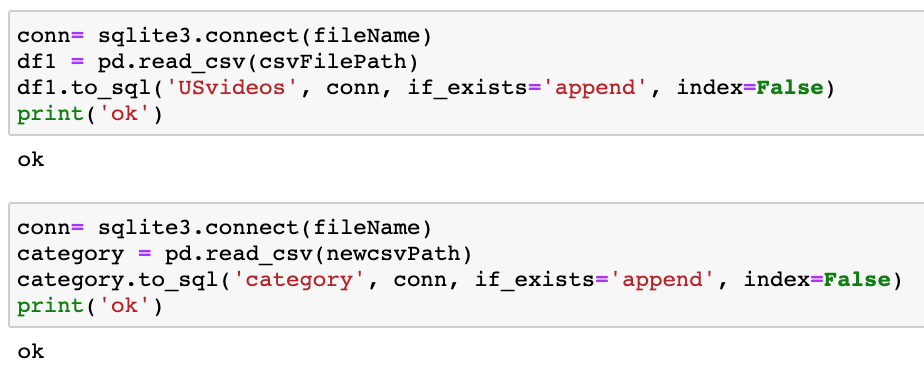 conn= sqlite3.connect(fileName)
df1 = pd.read_csv(csvFilePath)
df1.to_sql('USvideos', conn, if_exists='append', index=False)
print('ok')
ok
conn= sqlite3.connect(fileName)
category = pd.read_csv(newcsvPath)
category.to_sql('category', conn, if_exists='append', index=False)
print('ok')
ok